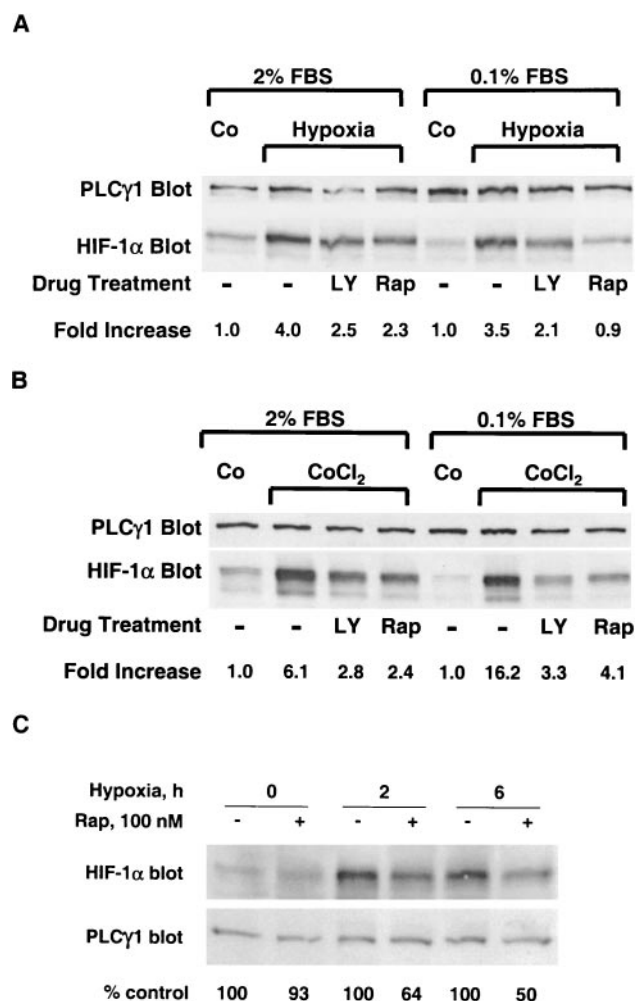 A
2% FBS 0.1% FBS
Co Hypoxia Co Hypoxia
PLCγ1 Blot
HIF-1α Blot
Drug Treatment - - LY Rap - - LY Rap
Fold Increase 1.0 4.0 2.5 2.3 1.0 3.5 2.1 0.9
B
2% FBS 0.1% FBS
Co CoCl₂ Co CoCl₂
PLCγ1 Blot
HIF-1α Blot
Drug Treatment - - LY Rap - - LY Rap
Fold Increase 1.0 6.1 2.8 2.4 1.0 16.2 3.3 4.1
C
Hypoxia, h 0 2 6
Rap, 100 nM - + - + - +
HIF-1α blot
PLCγ1 blot
% control 100 93 100 64 100 50